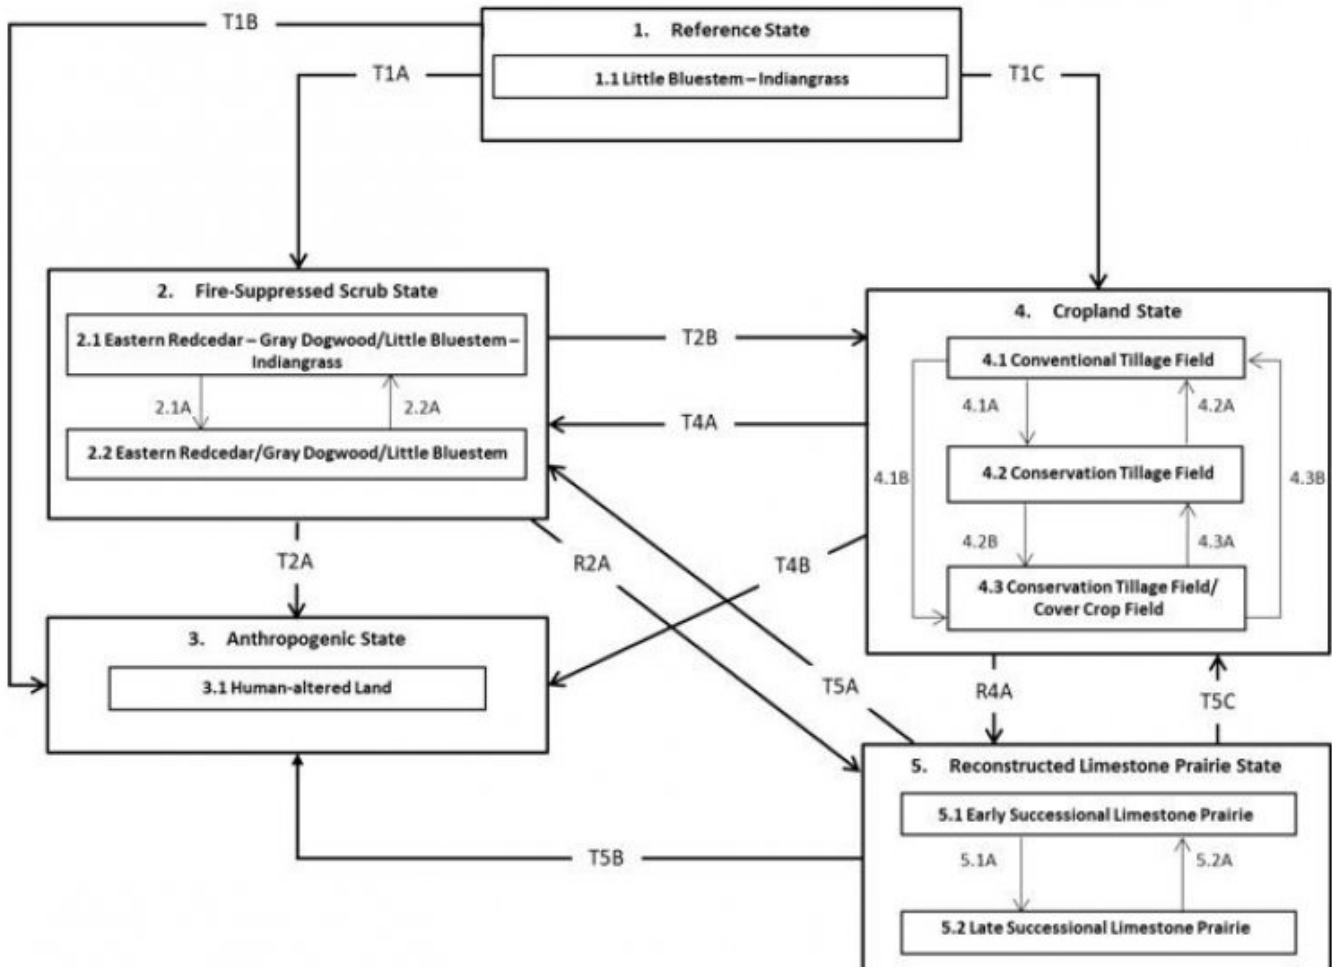 T1B
1. Reference State
T1A
1.1 Little Bluestem – Indiangrass
T1C
2. Fire-Suppressed Scrub State
2.1 Eastern Redcedar – Gray Dogwood/Little Bluestem –
Indiangrass
2.1A
2.2A
2.2 Eastern Redcedar/Gray Dogwood/Little Bluestem
T2B
T4A
4. Cropland State
4.1 Conventional Tillage Field
4.1A
4.2A
4.1B
4.2 Conservation Tillage Field
4.3B
4.2B
4.3A
4.3 Conservation Tillage Field/
Cover Crop Field
T2A
R2A
T4B
3. Anthropogenic State
3.1 Human-altered Land
T5A
R4A
T5C
5. Reconstructed Limestone Prairie State
5.1 Early Successional Limestone Prairie
T5B
5.1A
5.2A
5.2 Late Successional Limestone Prairie